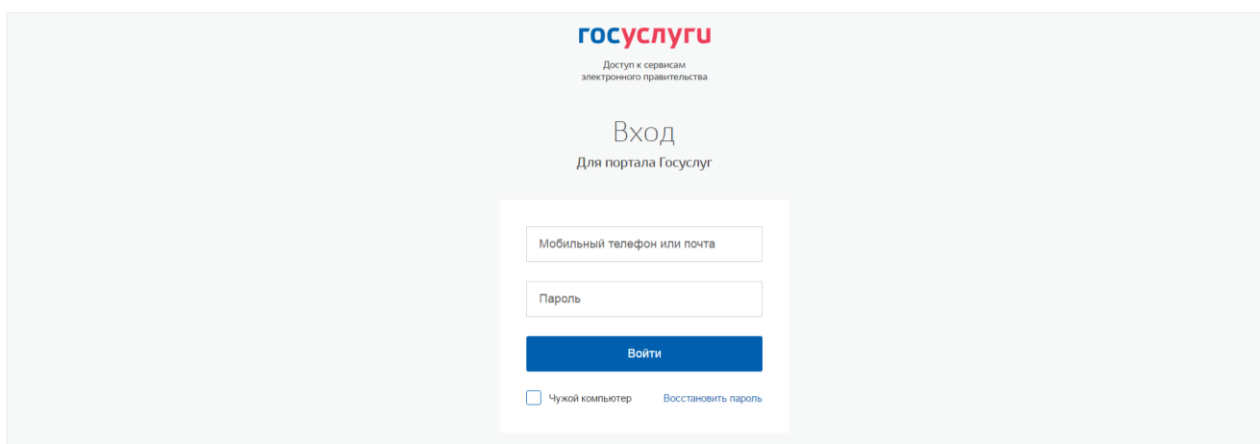 госуслуги
Доступ к сервисам
электронного правительства
Вход
Для портала Госуслуг
Мобильный телефон или почта
Пароль
Войти
Чужой компьютер Восстановить пароль